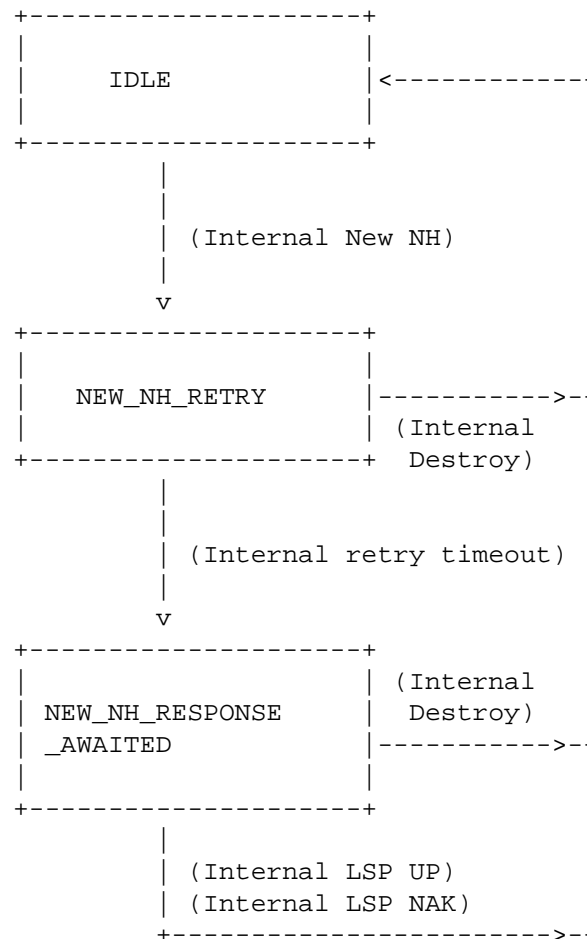 IDLE
(Internal New NH)
NEW_NH_RETRY
(Internal
Destroy)
(Internal retry timeout)
(Internal
NEW_NH_RESPONSE Destroy)
_AWAITED
(Internal LSP UP)
(Internal LSP NAK)